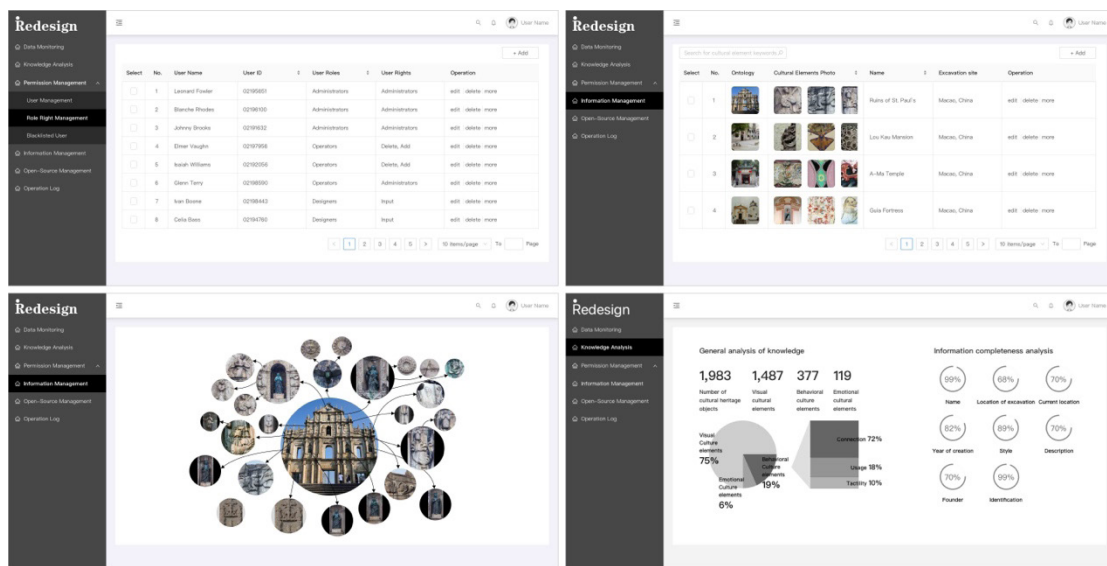 Redesign
User Name
Data Monitoring
Knowledge Analysis
Permission Management
User Management
Role Right Management
Blacklisted User
Information Management
Open-Source Management
Operation Log
+ Add
Select No. User Name User ID User Roles User Rights Operation
1 Leonard Fowler 02195801 Administrators Administrators edit delete more
2 Blanche Rhodes 02196100 Administrators Administrators edit delete more
3 Johnny Brooks 02191632 Administrators Administrators edit delete more
4 Elmer Vaughn 02197956 Operators Delete, Add edit delete more
5 Isaiah Williams 02192056 Operators Delete, Add edit delete more
6 Glenn Terry 02198590 Operators Administrators edit delete more
7 Ivan Boone 02198443 Designers Input edit delete more
8 Celia Bass 02194760 Designers Input edit delete more
< 1 2 3 4 5 > 10 items/page To Page
Redesign
User Name
Data Monitoring
Knowledge Analysis
Permission Management
Information Management
Open-Source Management
Operation Log
Search for cultural element keywords
+ Add
Select No. Ontology Cultural Elements Photo Name Excavation site Operation
1 Ruins of St. Paul's Macao, China edit delete more
2 Lou Kau Mansion Macao, China edit delete more
3 A-Ma Temple Macao, China edit delete more
4 Guia Fortress Macao, China edit delete more
< 1 2 3 4 5 > 10 items/page To Page
Redesign
User Name
Data Monitoring
Knowledge Analysis
Permission Management
Information Management
Open-Source Management
Operation Log
Redesign
User Name
Data Monitoring
Knowledge Analysis
Permission Management
Information Management
Open-Source Management
Operation Log
General analysis of knowledge
1,983 1,487 377 119
Number of Visual Behavioral Emotional
cultural heritage cultural culture cultural
objects elements elements elements
Visual
Culture
elements
75%
Emotional
Culture
elements
6%
Behavioral
Culture
elements
19%
Connection 72%
Usage 18%
Tactility 10%
Information completeness analysis
99% 68% 70%
Name Location of excavation Current location
82% 89% 70%
Year of creation Style Description
70% 99%
Founder Identification